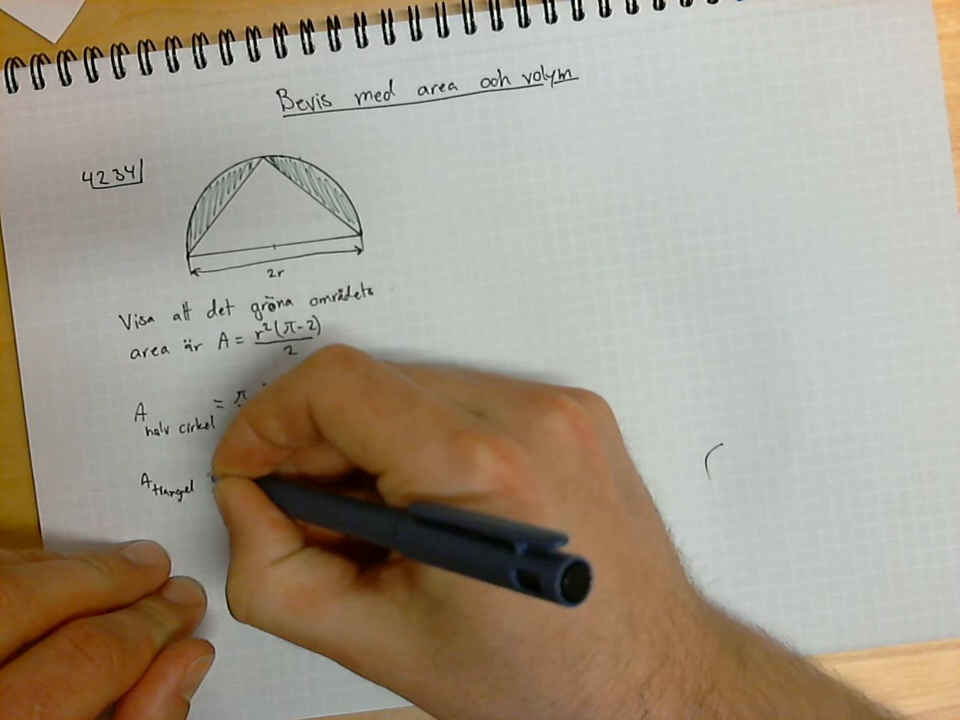 Bevis med area och volym
4234
2r
Visa att det gröna områdets
area är A = r²(π-2)/2
A halv cirkel = π
A triangel